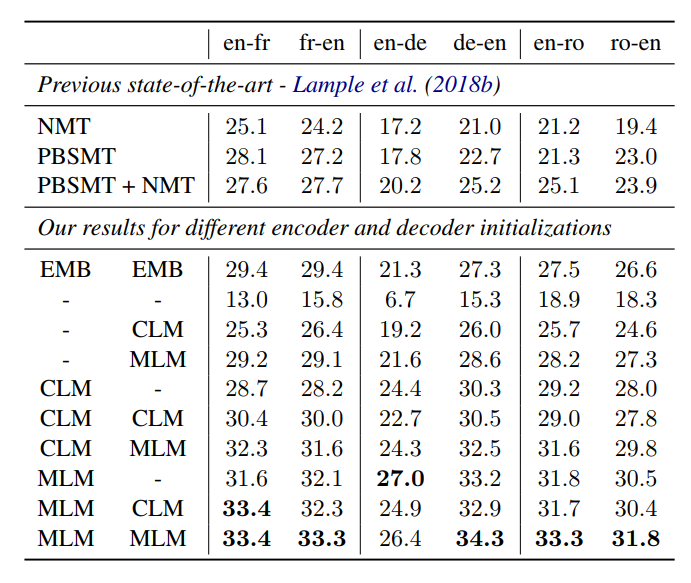 en-fr fr-en en-de de-en en-ro ro-en
Previous state-of-the-art - Lample et al. (2018b)
NMT 25.1 24.2 17.2 21.0 21.2 19.4
PBSMT 28.1 27.2 17.8 22.7 21.3 23.0
PBSMT + NMT 27.6 27.7 20.2 25.2 25.1 23.9
Our results for different encoder and decoder initializations
EMB EMB 29.4 29.4 21.3 27.3 27.5 26.6
- - 13.0 15.8 6.7 15.3 18.9 18.3
- CLM 25.3 26.4 19.2 26.0 25.7 24.6
- MLM 29.2 29.1 21.6 28.6 28.2 27.3
CLM - 28.7 28.2 24.4 30.3 29.2 28.0
CLM CLM 30.4 30.0 22.7 30.5 29.0 27.8
CLM MLM 32.3 31.6 24.3 32.5 31.6 29.8
MLM - 31.6 32.1 27.0 33.2 31.8 30.5
MLM CLM 33.4 32.3 24.9 32.9 31.7 30.4
MLM MLM 33.4 33.3 26.4 34.3 33.3 31.8